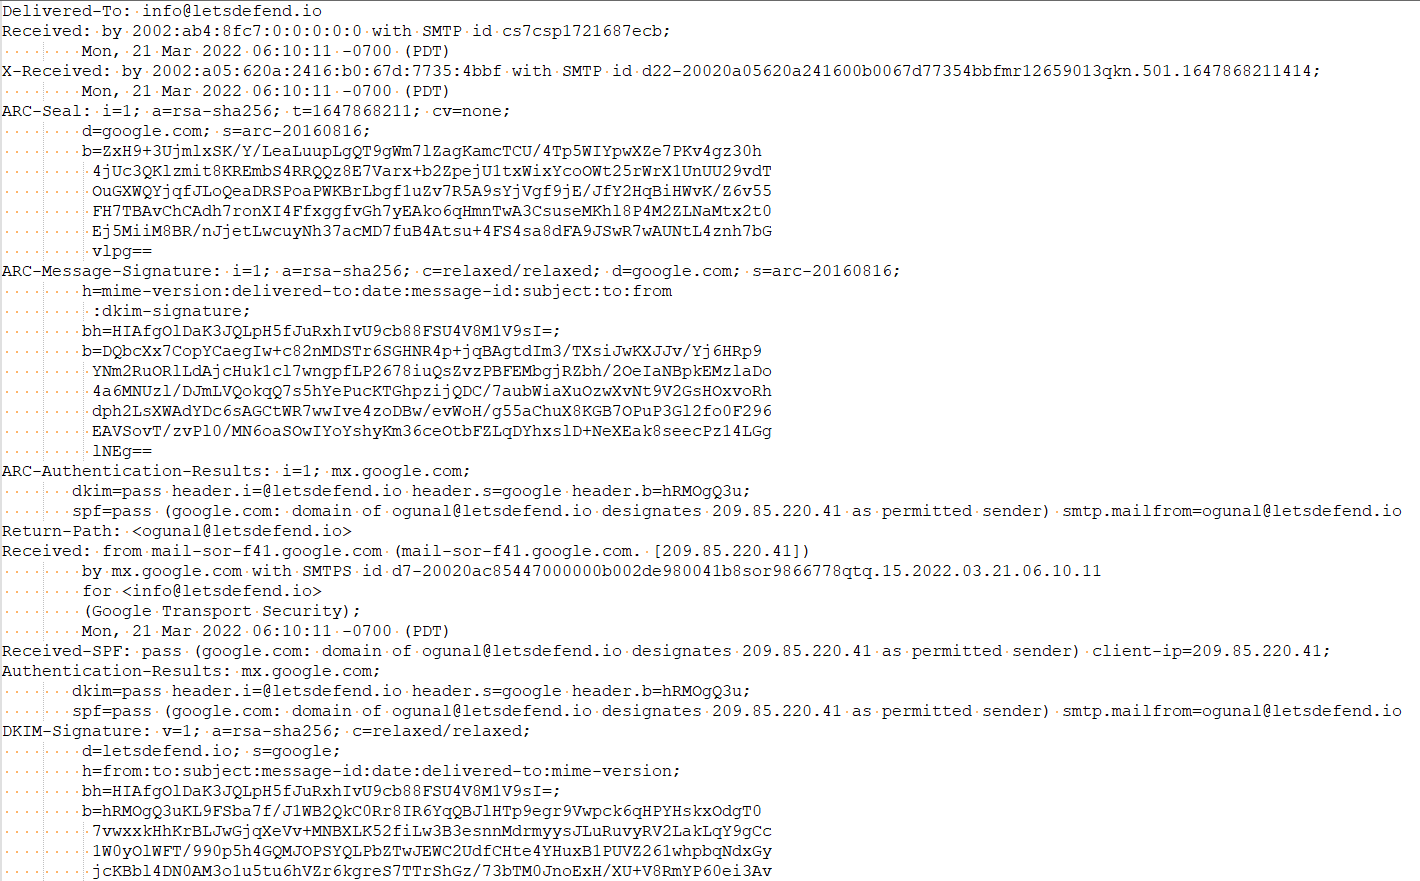 Delivered-To: info@letsdefend.io
Received: by 2002:ab4:8fc7:0:0:0:0:0 with SMTP id cs7csp1721687ecb;
Mon, 21 Mar 2022 06:10:11 -0700 (PDT)
X-Received: by 2002:a05:620a:2416:b0:67d:7735:4bbf with SMTP id d22-20020a05620a241600b0067d77354bbfmr12659013qkn.501.1647868211414;
Mon, 21 Mar 2022 06:10:11 -0700 (PDT)
ARC-Seal: i=1; a=rsa-sha256; t=1647868211; cv=none;
d=google.com; s=arc-20160816;
b=ZxH9+3UjmlxSK/Y/LeaLuupLgQT9gWm7lZagKamcTCU/4Tp5WIYpwXZe7PKv4gz30h
4jUc3QKlzmit8KREmbS4RRQQz8E7Varx+b2ZpejU1txWixYcoOWt25rWrX1UnUU29vdT
OuGXWQYjqfJLoQeaDRSPoaPWKBrLbgf1uZv7R5A9sYjVgf9jE/JfY2HqBiHWvK/Z6v55
FH7TBAvChCAdh7ronXI4FfxggfvGh7yEAko6qHmnTwA3CsuseMKhl8P4M2ZLNaMtx2t0
Ej5MiiM8BR/nJjetLwcuyNh37acMD7fuB4Atsu+4FS4sa8dFA9JSwR7wAUNtL4znh7bG
vlpg==
ARC-Message-Signature: i=1; a=rsa-sha256; c=relaxed/relaxed; d=google.com; s=arc-20160816;
h=mime-version:delivered-to:date:message-id:subject:to:from
:dkim-signature;
bh=HIAfgOlDaK3JQLpH5fJuRxhIvU9cb88FSU4V8M1V9sI=;
b=DQbcXx7CopYCaegIw+c82nMDSTr6SGHNR4p+jqBAgtdIm3/TXsiJwKXJJv/Yj6HRp9
YNm2RuORlLdAjcHuk1cl7wngpfLP2678iuQsZvzPBFEMbgjRZbh/2OeIaNBpkEMzlaDo
4a6MNUzl/DJmLVQokqQ7s5hYePucKTGhpzijQDC/7aubWiaXuOzwXvNt9V2GsHOxvoRh
dph2LsXWAdYDc6sAGCtWR7wwIve4zoDBw/evWoH/g55aChuX8KGB7OPuP3Gl2fo0F296
EAVSovT/zvPl0/MN6oaSOwIYoYshyKm36ceOtbFZLqDYhxslD+NeXEak8seecPz14LGg
lNEg==
ARC-Authentication-Results: i=1; mx.google.com;
dkim=pass header.i=@letsdefend.io header.s=google header.b=hRMOgQ3u;
spf=pass (google.com: domain of ogunal@letsdefend.io designates 209.85.220.41 as permitted sender) smtp.mailfrom=ogunal@letsdefend.io
Return-Path: <ogunal@letsdefend.io>
Received: from mail-sor-f41.google.com (mail-sor-f41.google.com. [209.85.220.41])
by mx.google.com with SMTPS id d7-20020ac85447000000b002de980041b8sor9866778qtq.15.2022.03.21.06.10.11
for <info@letsdefend.io>
(Google Transport Security);
Mon, 21 Mar 2022 06:10:11 -0700 (PDT)
Received-SPF: pass (google.com: domain of ogunal@letsdefend.io designates 209.85.220.41 as permitted sender) client-ip=209.85.220.41;
Authentication-Results: mx.google.com;
dkim=pass header.i=@letsdefend.io header.s=google header.b=hRMOgQ3u;
spf=pass (google.com: domain of ogunal@letsdefend.io designates 209.85.220.41 as permitted sender) smtp.mailfrom=ogunal@letsdefend.io
DKIM-Signature: v=1; a=rsa-sha256; c=relaxed/relaxed;
d=letsdefend.io; s=google;
h=from:to:subject:message-id:date:delivered-to:mime-version;
bh=HIAfgOlDaK3JQLpH5fJuRxhIvU9cb88FSU4V8M1V9sI=;
b=hRMOgQ3uKL9FSba7f/J1WB2QkC0Rr8IR6YqQBJlHTp9egr9Vwpck6qHPYHskxOdgT0
7vwxxkHhKrBLJwGjqXeVv+MNBXLK52fiLw3B3esnnMdrmyysJLuRuvyRV2LakLqY9gCc
1W0yOlWFT/990p5h4GQMJOPSYQLPbZTwJEWC2UdfCHte4YHuxB1PUVZ261whpbqNdxGy
jcKBbl4DN0AM3o1u5tu6hVZr6kgreS7TTrShGz/73bTM0JnoExH/XU+V8RmYP60ei3Av